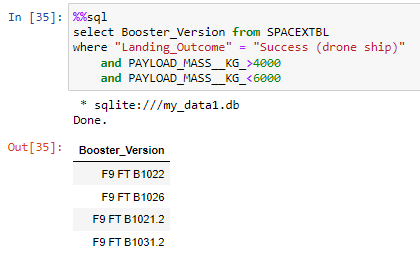 In [35]: %%sql
select Booster_Version from SPACEXTBL
where "Landing_Outcome" = "Success (drone ship)"
    and PAYLOAD_MASS__KG_>4000
    and PAYLOAD_MASS__KG_<6000
 * sqlite:///my_data1.db
Done.
Out[35]: Booster_Version
F9 FT B1022
F9 FT B1026
F9 FT B1021.2
F9 FT B1031.2